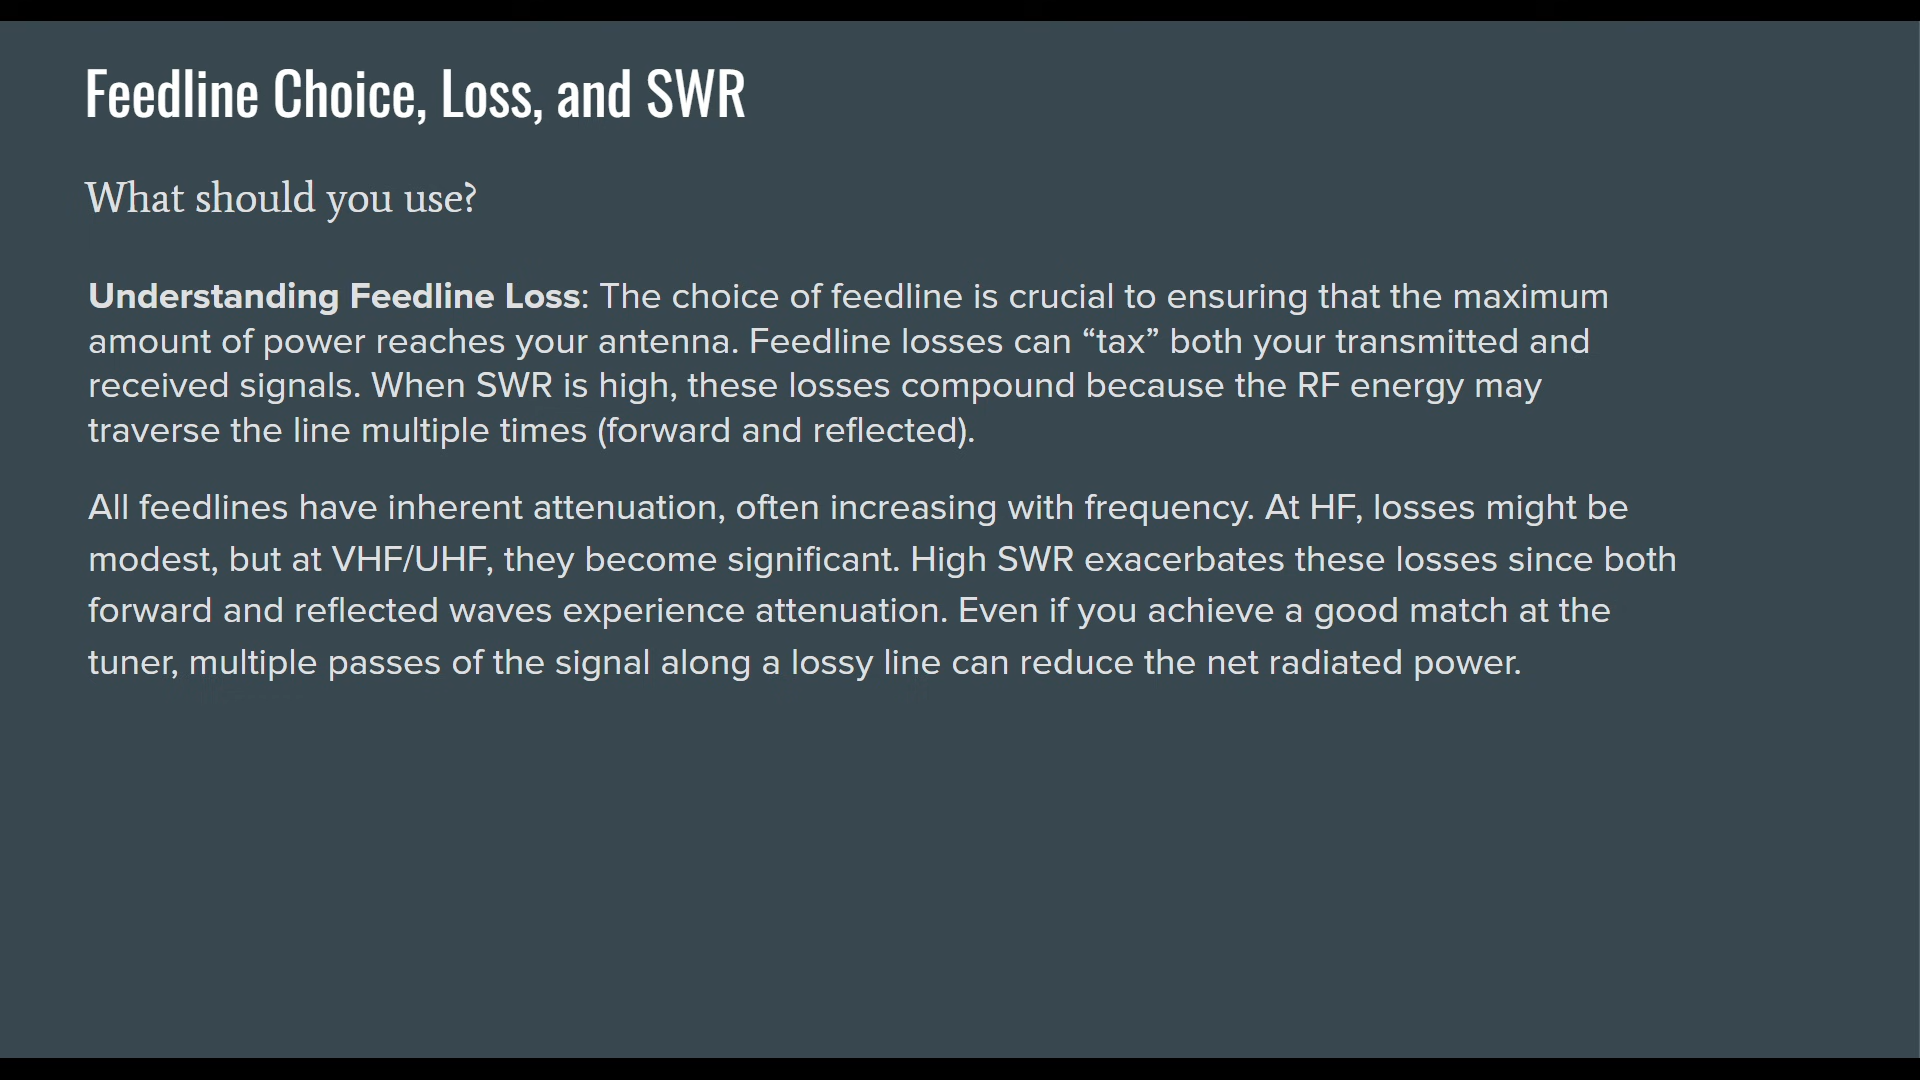 Feedline Choice, Loss, and SWR
What should you use?
Understanding Feedline Loss: The choice of feedline is crucial to ensuring that the maximum
amount of power reaches your antenna. Feedline losses can “tax” both your transmitted and
received signals. When SWR is high, these losses compound because the RF energy may
traverse the line multiple times (forward and reflected).
All feedlines have inherent attenuation, often increasing with frequency. At HF, losses might be
modest, but at VHF/UHF, they become significant. High SWR exacerbates these losses since both
forward and reflected waves experience attenuation. Even if you achieve a good match at the
tuner, multiple passes of the signal along a lossy line can reduce the net radiated power.